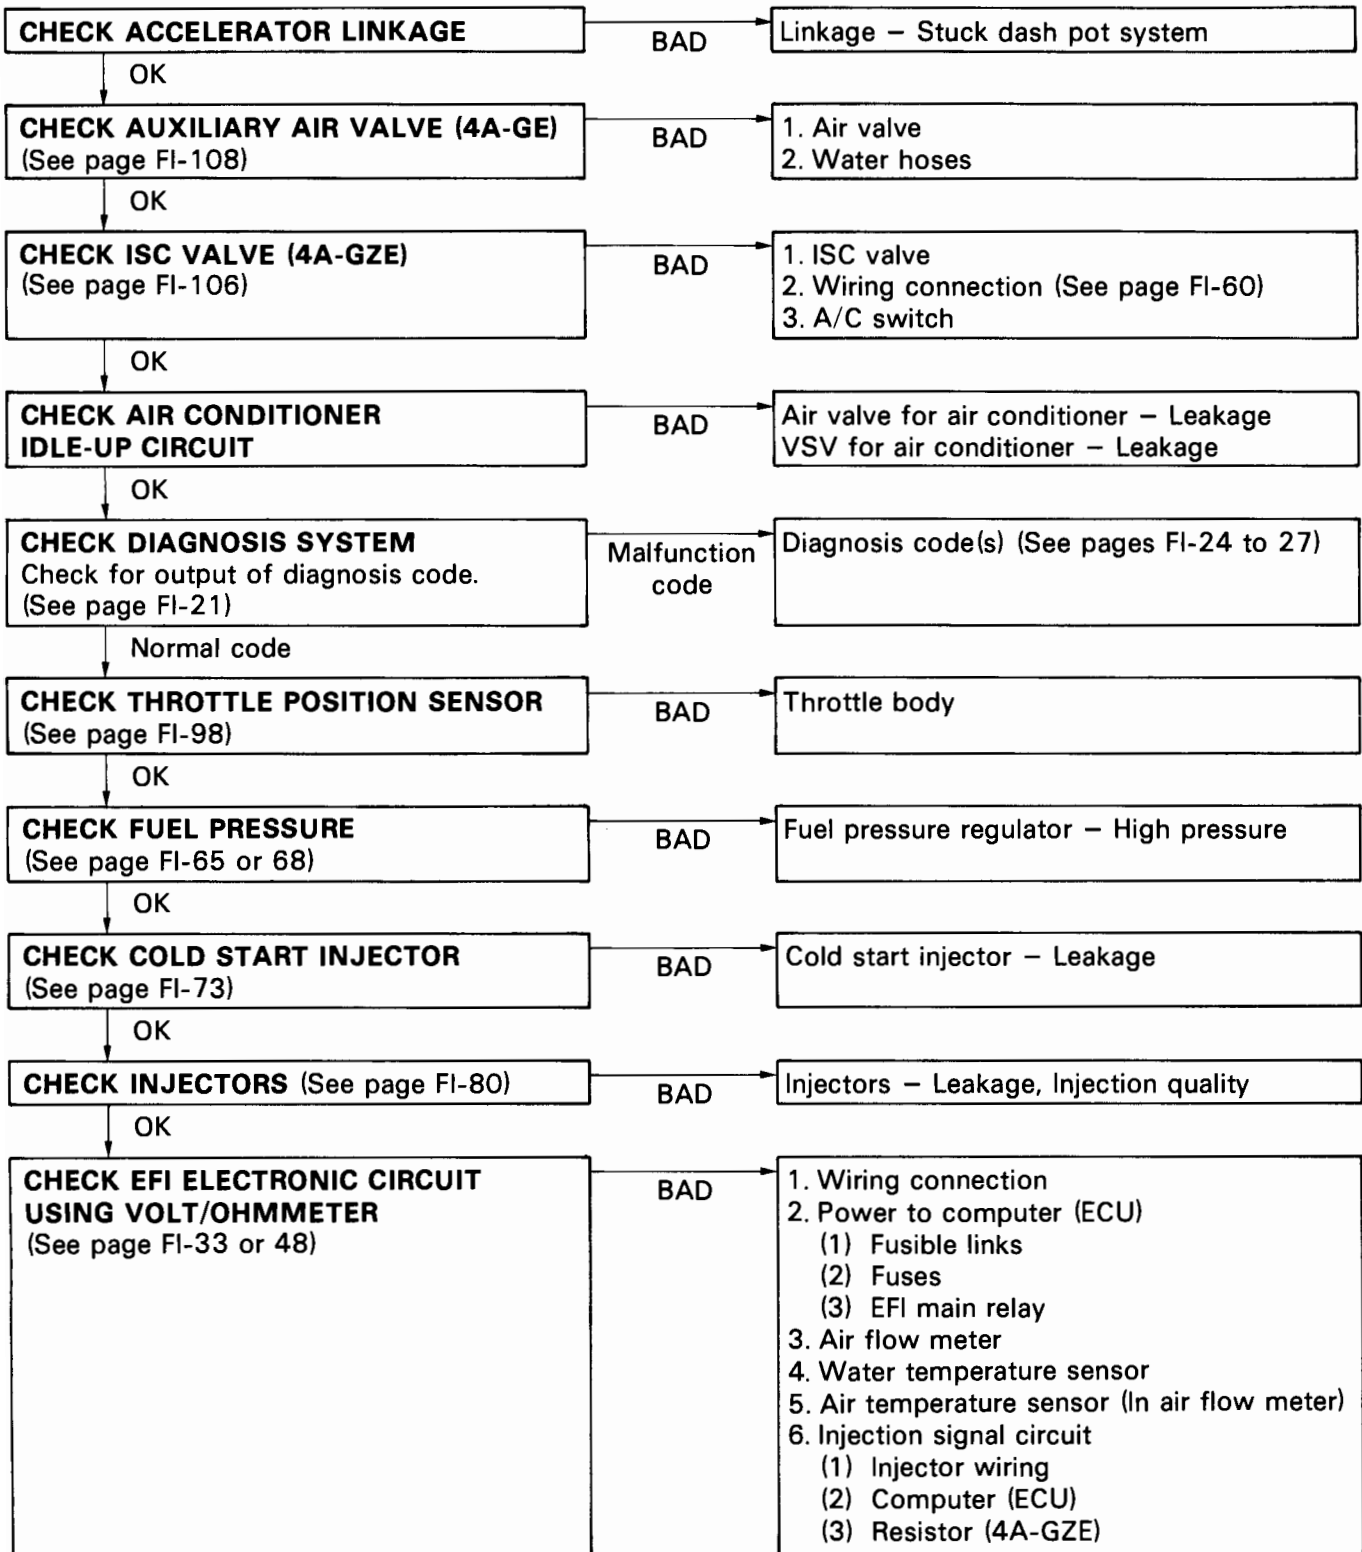 CHECK ACCELERATOR LINKAGE
BAD
Linkage — Stuck dash pot system
OK
CHECK AUXILIARY AIR VALVE (4A-GE)
(See page FI-108)
BAD
1. Air valve
2. Water hoses
OK
CHECK ISC VALVE (4A-GZE)
(See page FI-106)
BAD
1. ISC valve
2. Wiring connection (See page FI-60)
3. A/C switch
OK
CHECK AIR CONDITIONER
IDLE-UP CIRCUIT
BAD
Air valve for air conditioner — Leakage
VSV for air conditioner — Leakage
OK
CHECK DIAGNOSIS SYSTEM
Check for output of diagnosis code.
(See page FI-21)
Malfunction
code
Diagnosis code(s) (See pages FI-24 to 27)
Normal code
CHECK THROTTLE POSITION SENSOR
(See page FI-98)
BAD
Throttle body
OK
CHECK FUEL PRESSURE
(See page FI-65 or 68)
BAD
Fuel pressure regulator — High pressure
OK
CHECK COLD START INJECTOR
(See page FI-73)
BAD
Cold start injector — Leakage
OK
CHECK INJECTORS (See page FI-80)
BAD
Injectors — Leakage, Injection quality
OK
CHECK EFI ELECTRONIC CIRCUIT
USING VOLT/OHMMETER
(See page FI-33 or 48)
BAD
1. Wiring connection
2. Power to computer (ECU)
(1) Fusible links
(2) Fuses
(3) EFI main relay
3. Air flow meter
4. Water temperature sensor
5. Air temperature sensor (In air flow meter)
6. Injection signal circuit
(1) Injector wiring
(2) Computer (ECU)
(3) Resistor (4A-GZE)